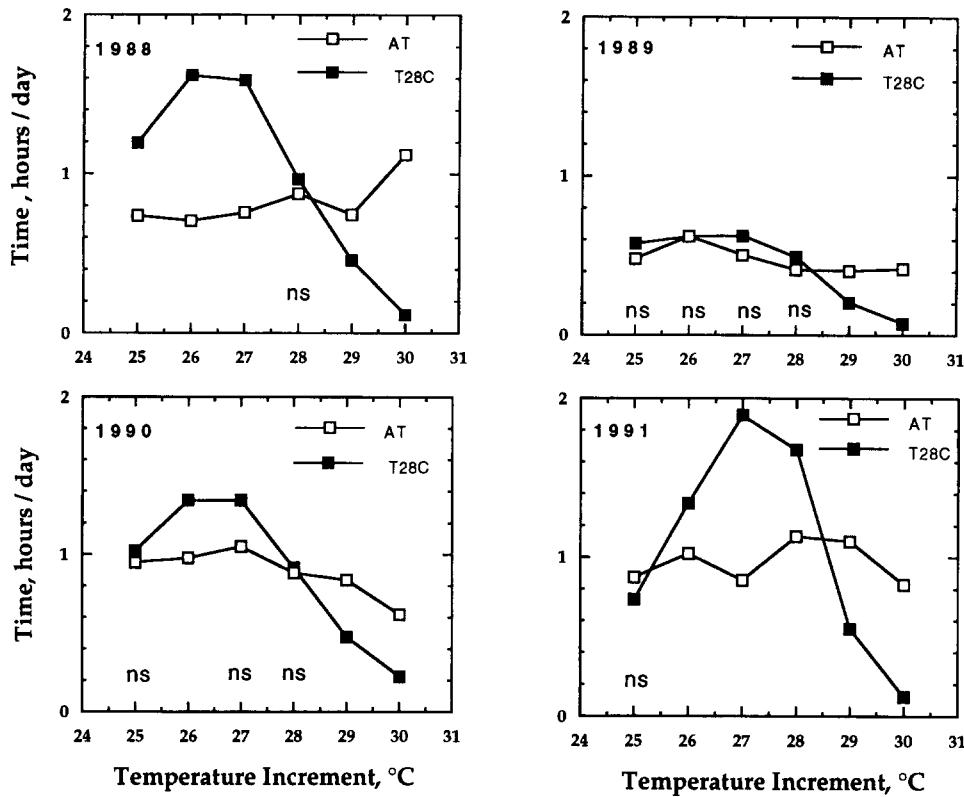 2
1988
AT
T28C
1
ns
0
24 25 26 27 28 29 30 31
Time , hours / day
2
1989
AT
T28C
1
ns ns ns ns
0
24 25 26 27 28 29 30 31
2
1990
AT
T28C
1
ns ns ns
0
24 25 26 27 28 29 30 31
Time, hours / day
Temperature Increment, °C
2
1991
AT
T28C
1
ns
0
24 25 26 27 28 29 30 31
Temperature Increment, °C